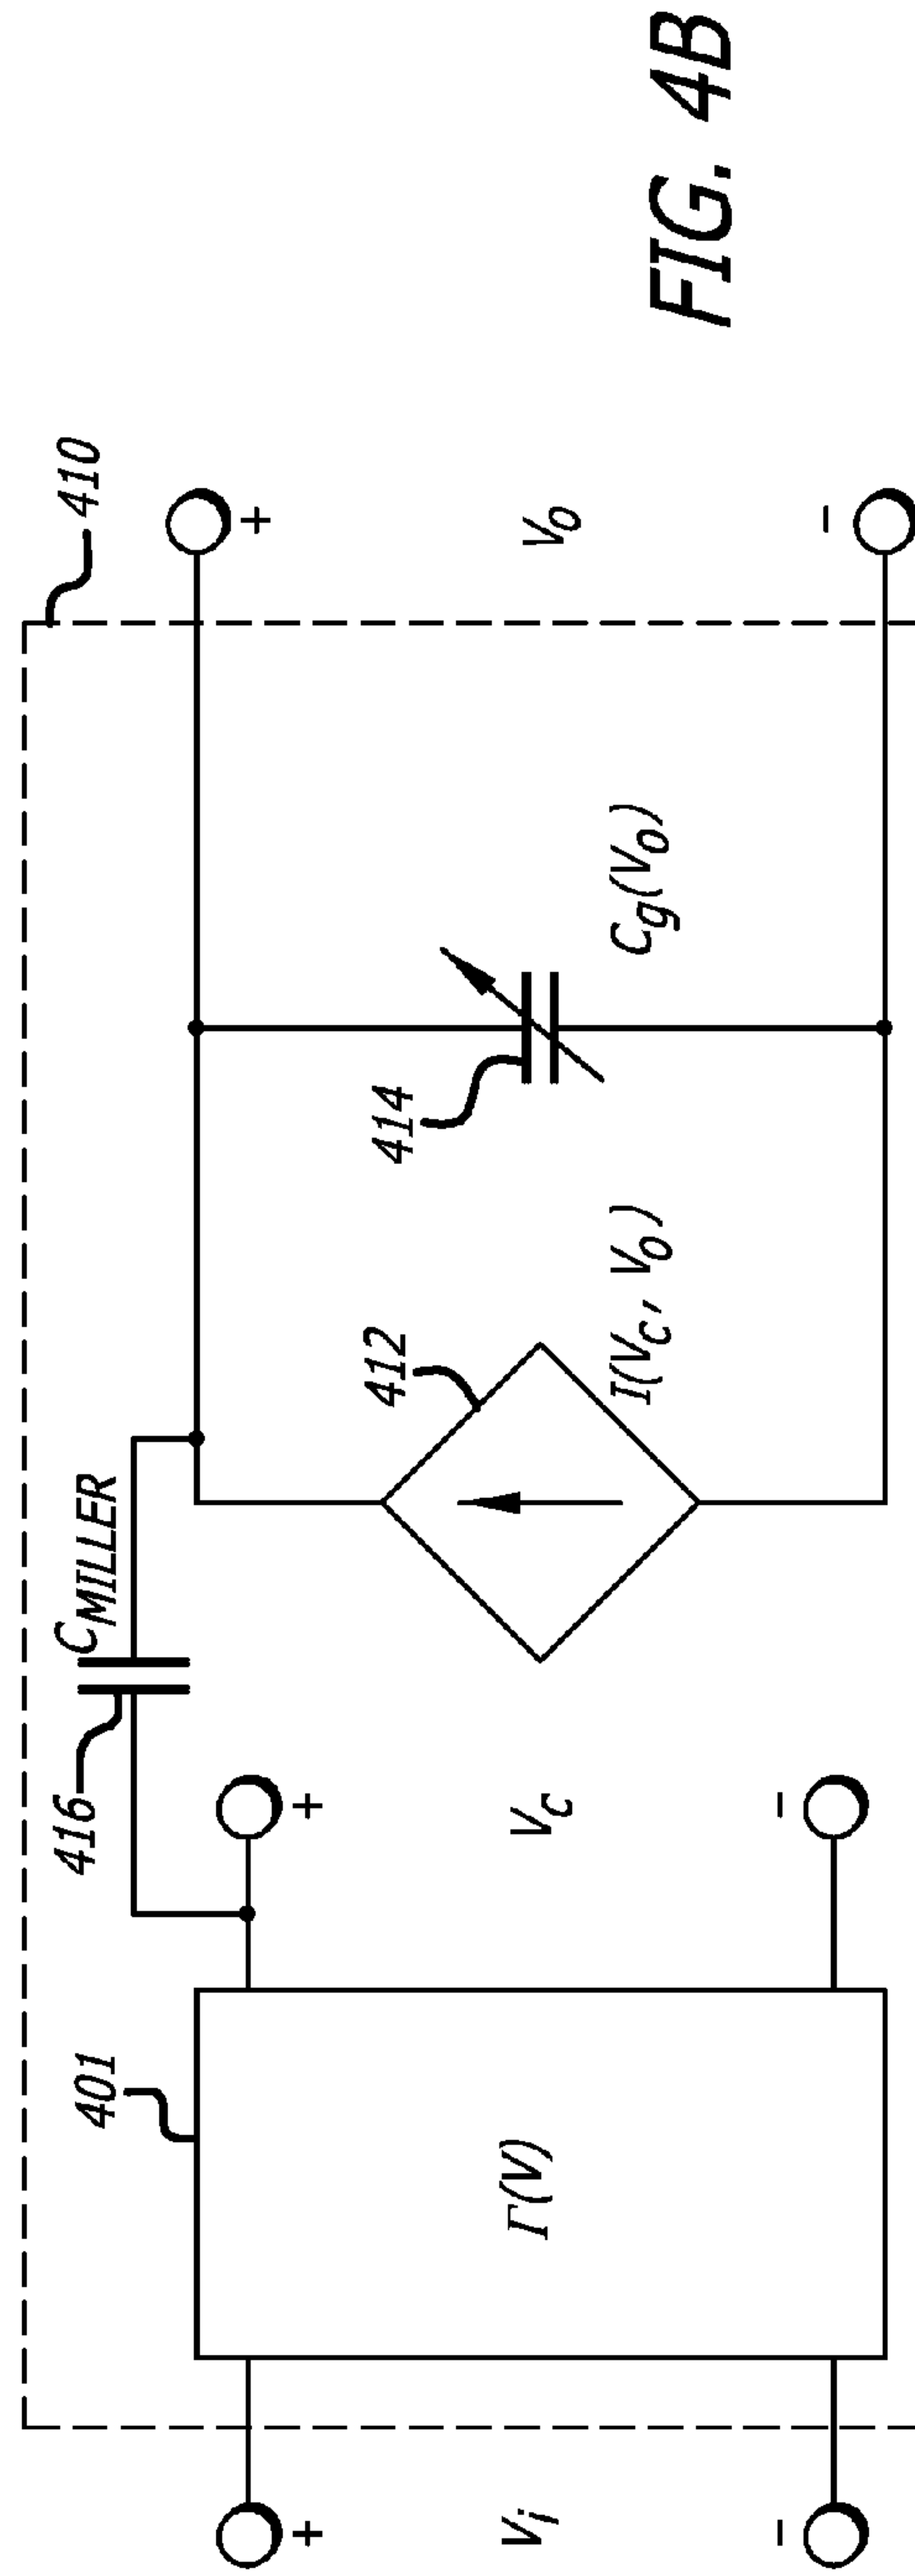 410
416
C_MILLER
401
412
414
+
+
+
V_i
Γ(V)
V_c
I(V_c, V_o)
C_g(V_o)
V_o
−
−
−
FIG. 4B